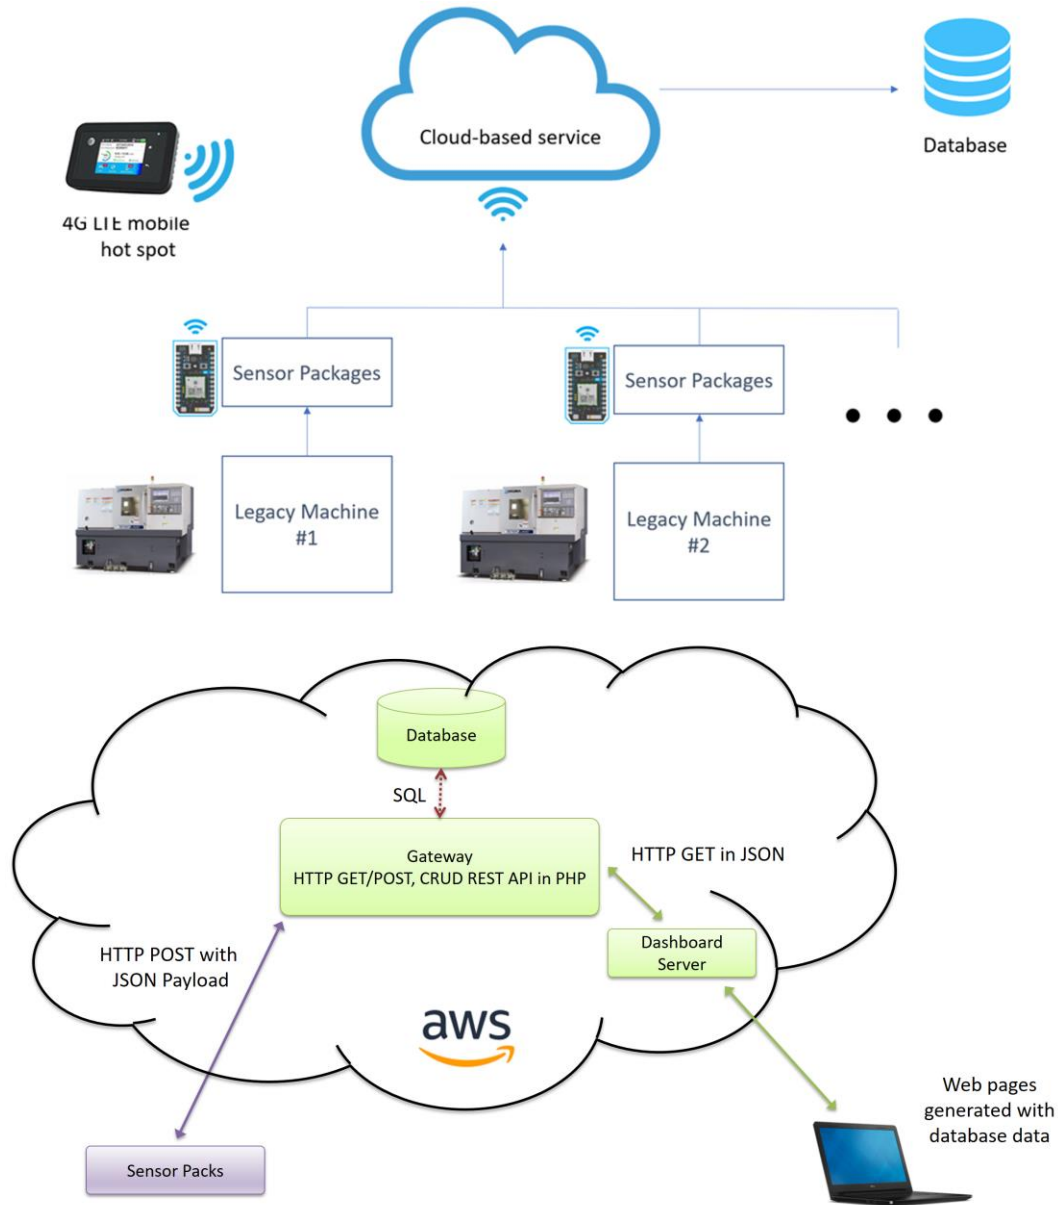 Cloud-based service
Database
4G LTE mobile
hot spot
Sensor Packages
Sensor Packages
Legacy Machine
#1
Legacy Machine
#2
Database
SQL
Gateway
HTTP GET/POST, CRUD REST API in PHP
HTTP GET in JSON
Dashboard
Server
HTTP POST with
JSON Payload
aws
Web pages
generated with
database data
Sensor Packs